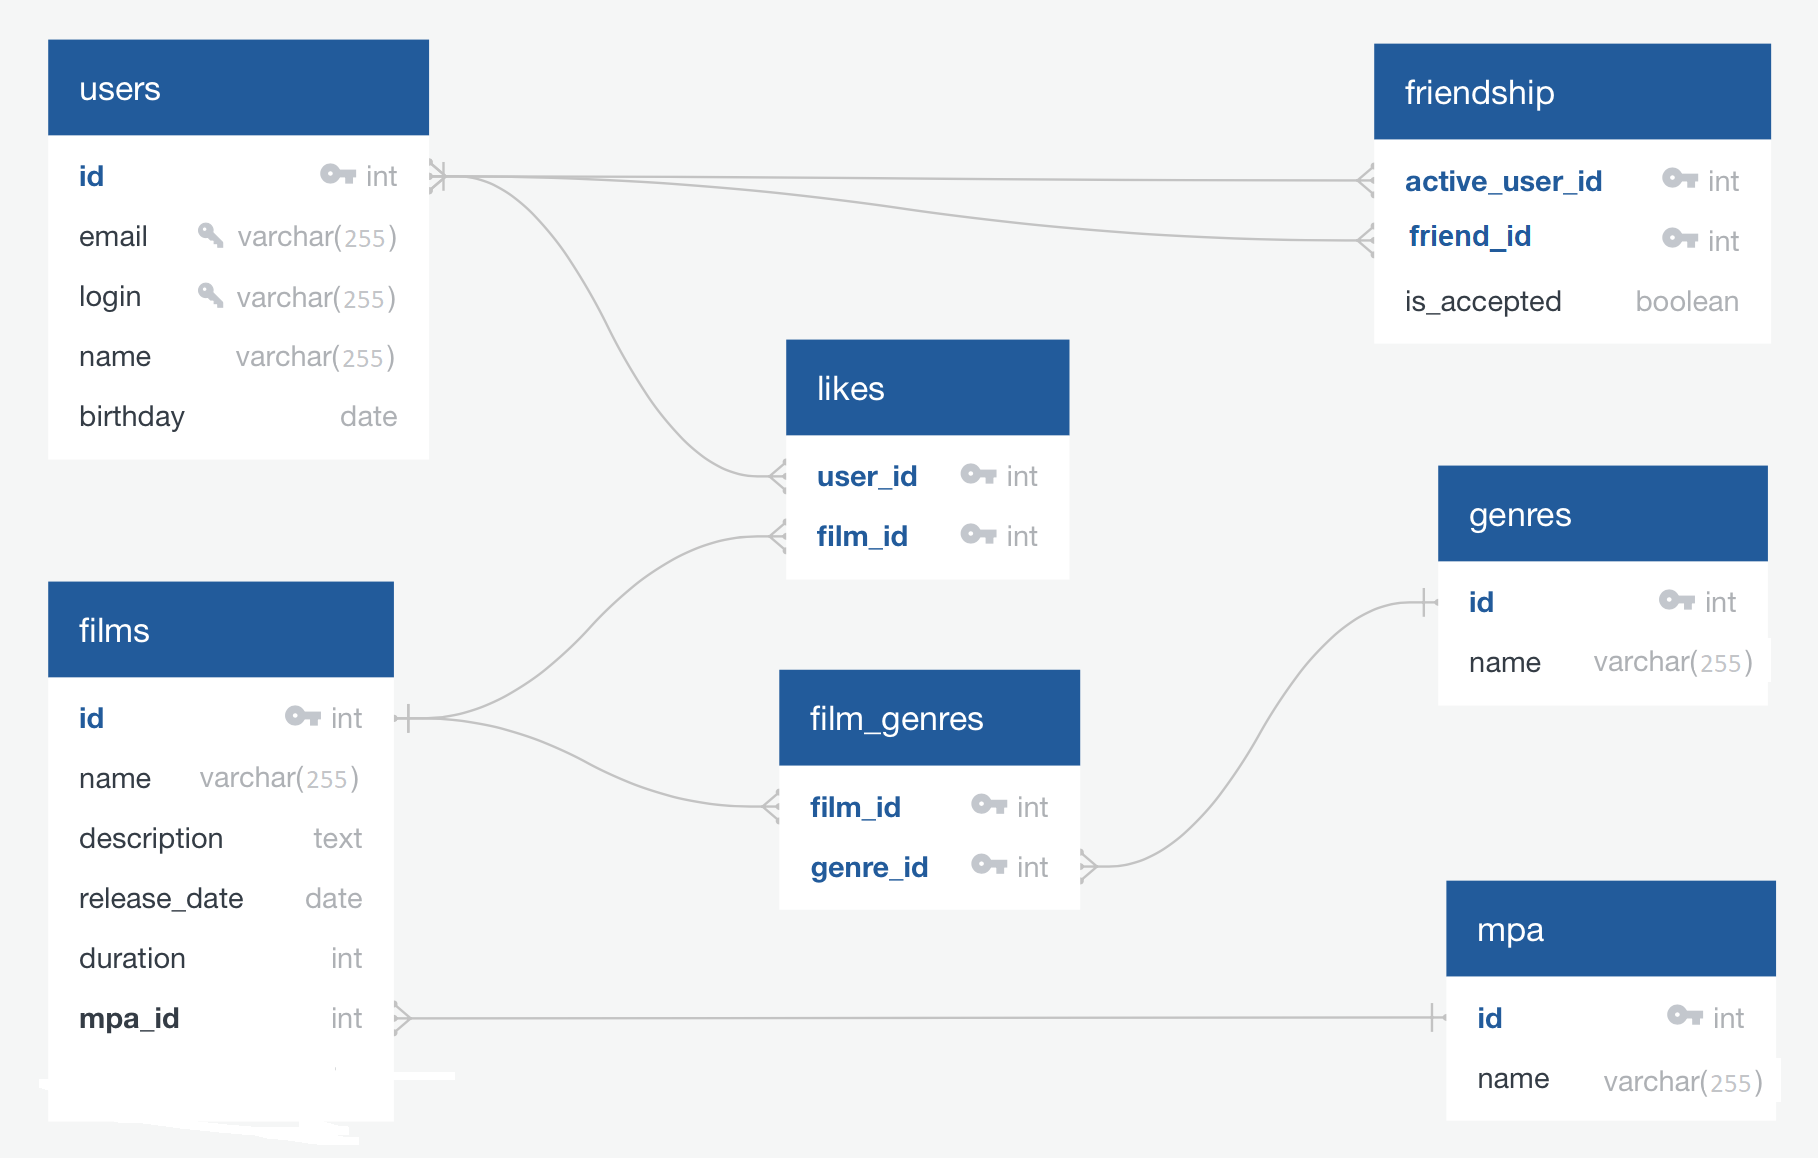 users
id int
email varchar(255)
login varchar(255)
name varchar(255)
birthday date
friendship
active_user_id int
friend_id int
is_accepted boolean
likes
user_id int
film_id int
genres
id int
name varchar(255)
films
id int
name varchar(255)
description text
release_date date
duration int
mpa_id int
film_genres
film_id int
genre_id int
mpa
id int
name varchar(255)